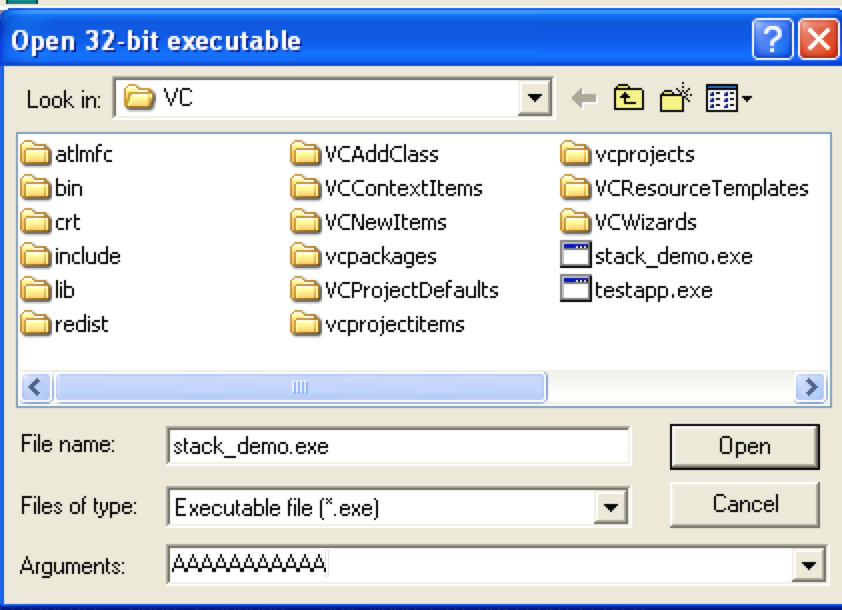 Open 32-bit executable
Look in: VC
atlmfc VCAddClass vcprojects
bin VCContextItems VCResourceTemplates
crt VCNewItems VCWizards
include vcpackages stack_demo.exe
lib VCProjectDefaults testapp.exe
redist vcprojectitems
File name: stack_demo.exe Open
Files of type: Executable file (*.exe) Cancel
Arguments: AAAAAAAAAAA